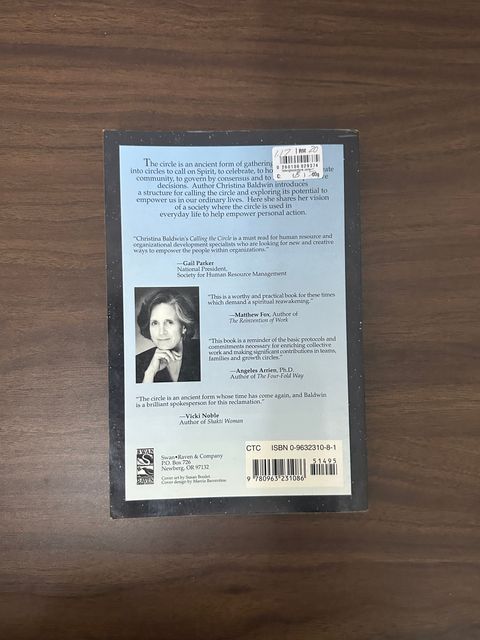 The circle is an ancient form of gathering
into circles to call on Spirit, to celebrate, to
community, to govern by consensus and to
decisions. Author Christina Baldwin introduces
a structure for calling the circle and exploring its potential to
empower us in our ordinary lives. Here she shares her vision
of a society where the circle is used in
everyday life to help empower personal action.
"Christina Baldwin's Calling the Circle is a must read for human resource and
organizational development specialists who are looking for new and creative
ways to empower the people within organizations."
—Gail Parker
National President,
Society for Human Resource Management
"This is a worthy and practical book for these times
which demand a spiritual reawakening."
—Matthew Fox, Author of
The Reinvention of Work
"This book is a reminder of the basic protocols and
commitments necessary for enriching collective
work and making significant contributions in teams,
families and growth circles."
—Angeles Arrien, Ph.D.
Author of The Four-Fold Way
"The circle is an ancient form whose time has come again, and Baldwin
is a brilliant spokesperson for this reclamation."
—Vicki Noble
Author of Shakti Woman
SWAN
RAVEN
Swan•Raven & Company
P.O. Box 726
Newberg, OR 97132
CTC ISBN 0-9632310-8-1
51495
9 780963 231086